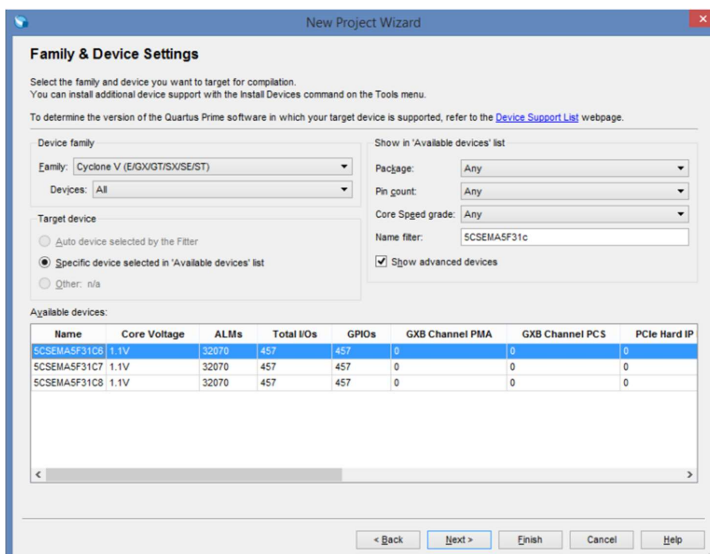 New Project Wizard
Family & Device Settings
Select the family and device you want to target for compilation.
You can install additional device support with the Install Devices command on the Tools menu.
To determine the version of the Quartus Prime software in which your target device is supported, refer to the Device Support List webpage.
Device family
Family: Cyclone V (E/GX/GT/SX/SE/ST)
Devices: All
Target device
Auto device selected by the Fitter
Specific device selected in 'Available devices' list
Other: n/a
Show in 'Available devices' list
Package: Any
Pin count: Any
Core Speed grade: Any
Name filter: 5CSEMA5F31c
Show advanced devices
Available devices:
Name Core Voltage ALMs Total I/Os GPIOs GXB Channel PMA GXB Channel PCS PCIe Hard IP
5CSEMA5F31C6 1.1V 32070 457 457 0 0 0
5CSEMA5F31C7 1.1V 32070 457 457 0 0 0
5CSEMA5F31C8 1.1V 32070 457 457 0 0 0
< Back Next > Finish Cancel Help